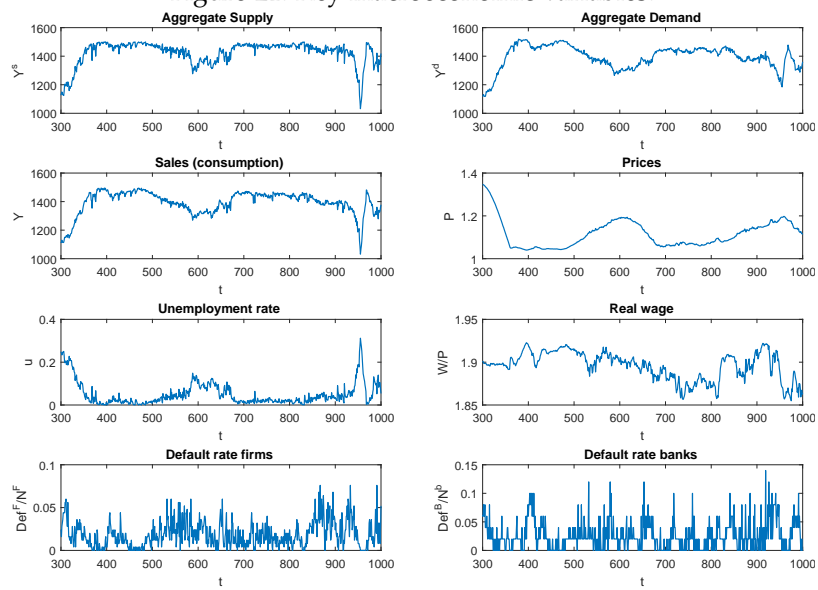 Aggregate Supply
1600
1400
1200
1000
Y^s
300 400 500 600 700 800 900 1000
t
Aggregate Demand
1600
1400
1200
1000
Y^d
300 400 500 600 700 800 900 1000
t
Sales (consumption)
1600
1400
1200
1000
Y
300 400 500 600 700 800 900 1000
t
Prices
1.4
1.2
1
P
300 400 500 600 700 800 900 1000
t
Unemployment rate
0.4
0.2
0
u
300 400 500 600 700 800 900 1000
t
Real wage
1.95
1.9
1.85
W/P
300 400 500 600 700 800 900 1000
t
Default rate firms
0.1
0.05
0
Def^F/N^F
300 400 500 600 700 800 900 1000
t
Default rate banks
0.15
0.1
0.05
0
Def^B/N^b
300 400 500 600 700 800 900 1000
t